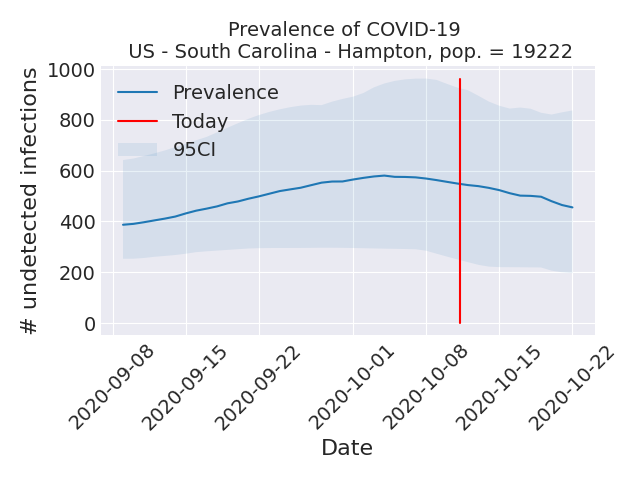 Prevalence of COVID-19
US - South Carolina - Hampton, pop. = 19222
# undetected infections
1000
800
600
400
200
0
Prevalence
Today
95CI
2020-09-08
2020-09-15
2020-09-22
2020-10-01
2020-10-08
2020-10-15
2020-10-22
Date